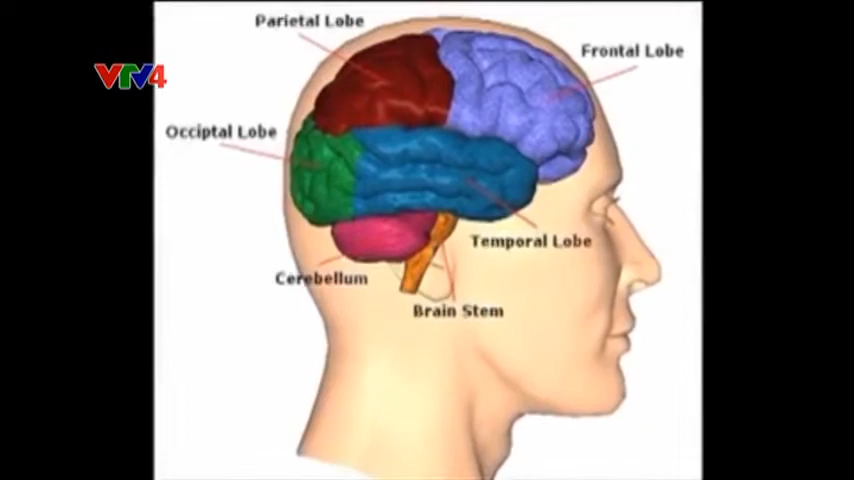 Parietal Lobe
Frontal Lobe
VTV4
Occiptal Lobe
Temporal Lobe
Cerebellum
Brain Stem